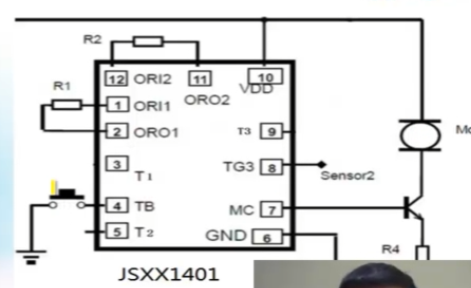 R2
12 ORI2 11 10
ORO2 VDD
R1
1 ORI1
2 ORO1 T3 9
3 TG3 8
T1 Sensor2
4 TB MC 7
5 T2 GND 6
R4
JSXX1401